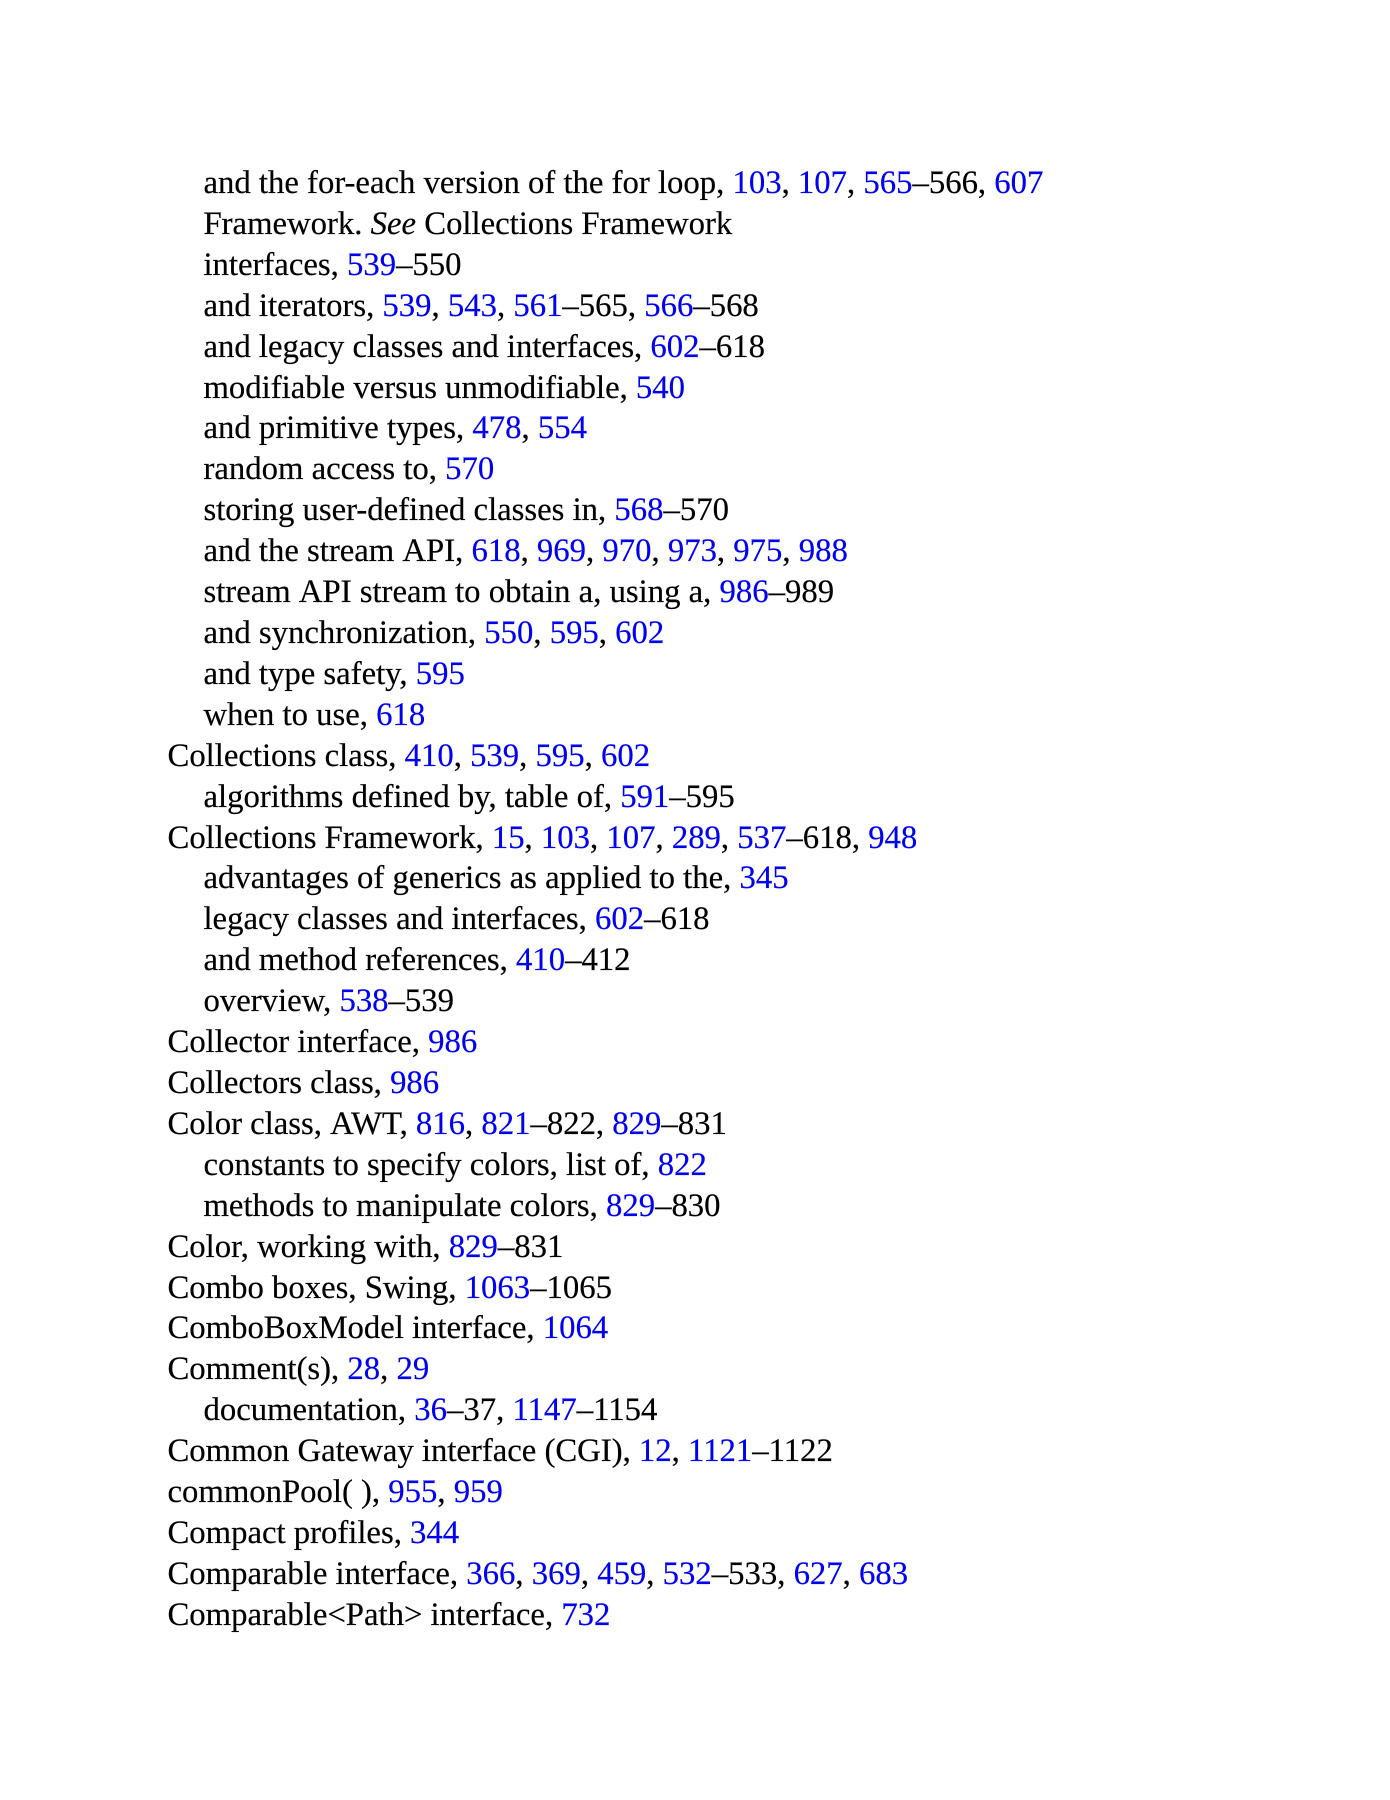 and the for-each version of the for loop, 103, 107, 565–566, 607
Framework. See Collections Framework
interfaces, 539–550
and iterators, 539, 543, 561–565, 566–568
and legacy classes and interfaces, 602–618
modifiable versus unmodifiable, 540
and primitive types, 478, 554
random access to, 570
storing user-defined classes in, 568–570
and the stream API, 618, 969, 970, 973, 975, 988
stream API stream to obtain a, using a, 986–989
and synchronization, 550, 595, 602
and type safety, 595
when to use, 618
Collections class, 410, 539, 595, 602
algorithms defined by, table of, 591–595
Collections Framework, 15, 103, 107, 289, 537–618, 948
advantages of generics as applied to the, 345
legacy classes and interfaces, 602–618
and method references, 410–412
overview, 538–539
Collector interface, 986
Collectors class, 986
Color class, AWT, 816, 821–822, 829–831
constants to specify colors, list of, 822
methods to manipulate colors, 829–830
Color, working with, 829–831
Combo boxes, Swing, 1063–1065
ComboBoxModel interface, 1064
Comment(s), 28, 29
documentation, 36–37, 1147–1154
Common Gateway interface (CGI), 12, 1121–1122
commonPool( ), 955, 959
Compact profiles, 344
Comparable interface, 366, 369, 459, 532–533, 627, 683
Comparable<Path> interface, 732